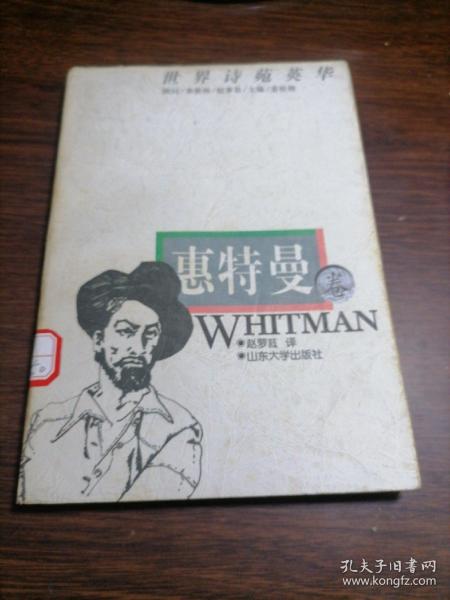 世界诗苑英华
惠特曼
卷
WHITMAN
赵萝蕤 译
山东大学出版社
孔夫子旧书网
www.kongfz.com